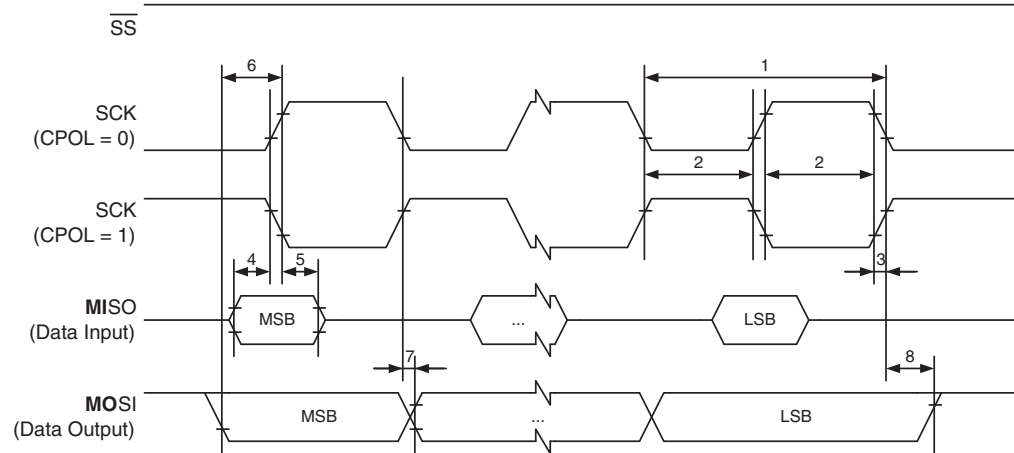 SS
6
1
SCK
(CPOL = 0)
2
2
SCK
(CPOL = 1)
4
5
3
MISO
(Data Input)
MSB
...
LSB
7
8
MOSI
(Data Output)
MSB
...
LSB